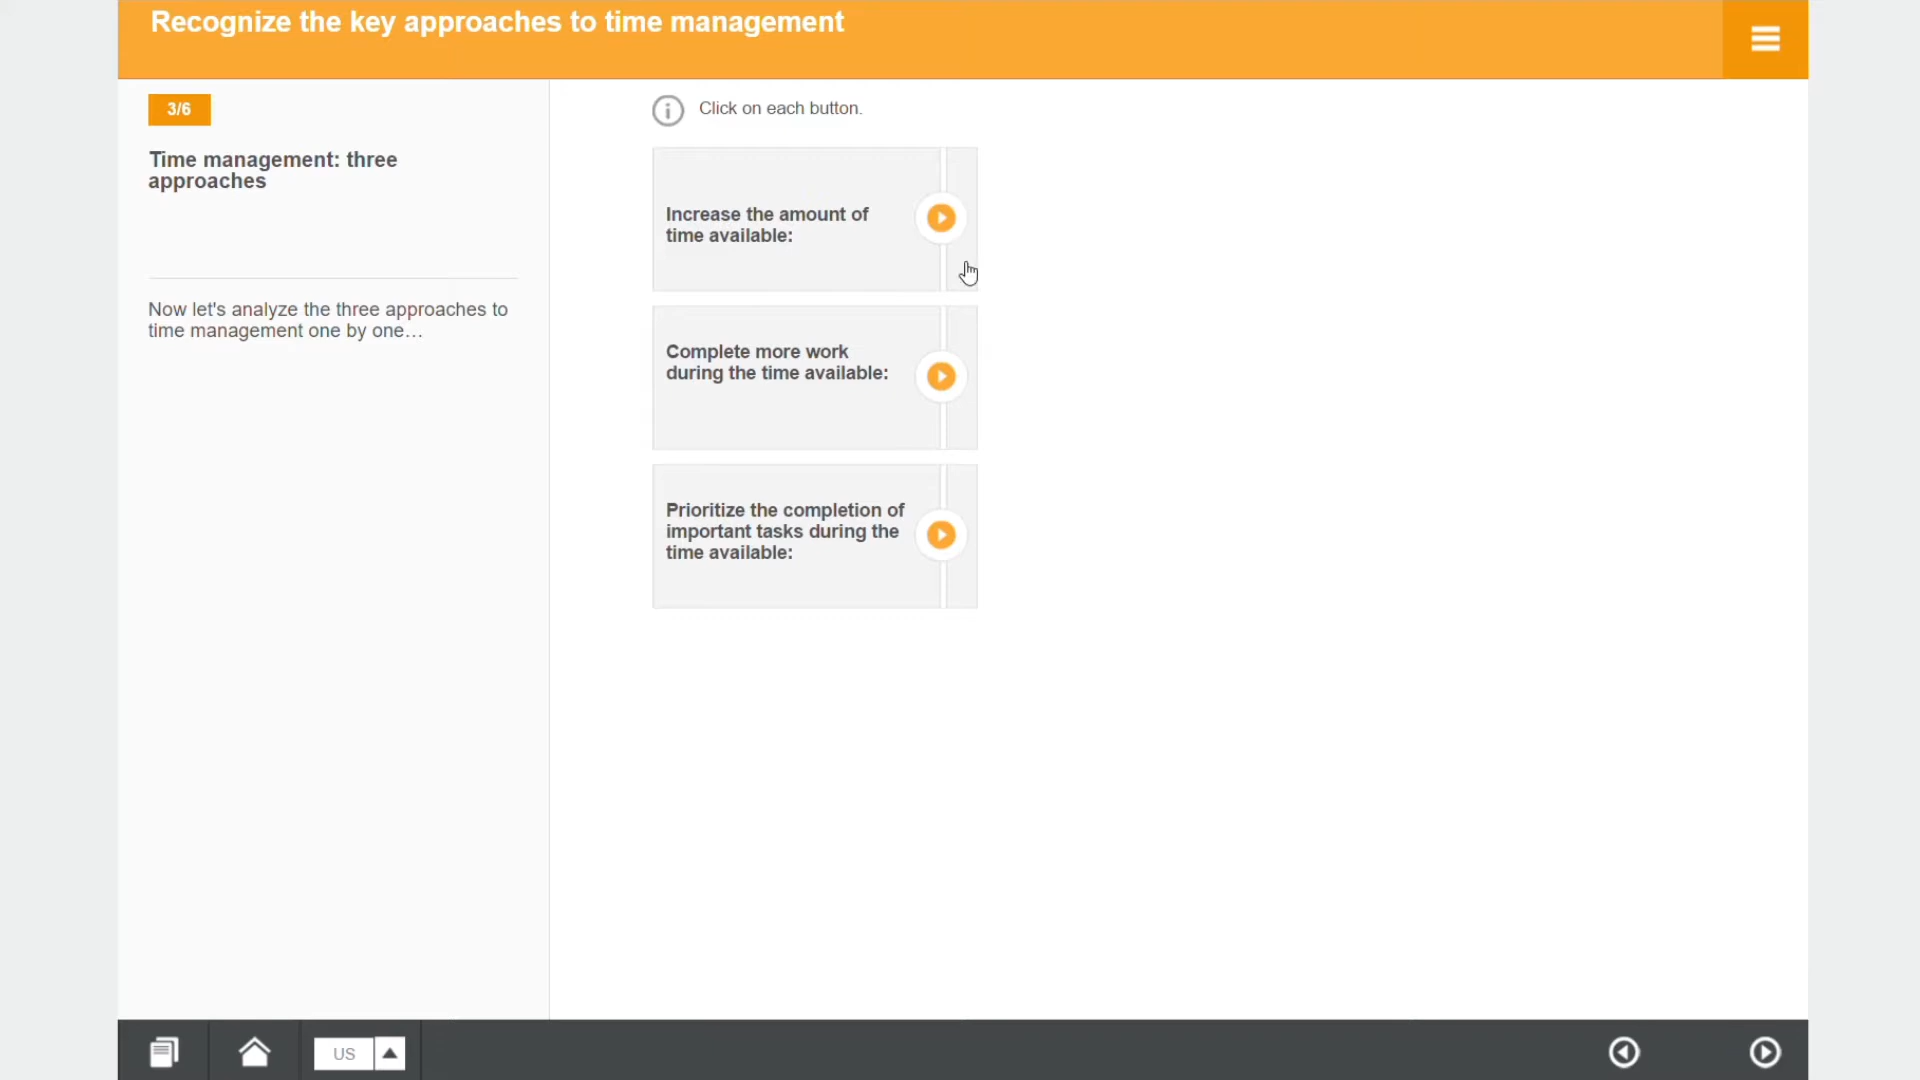 Recognize the key approaches to time management
3/6
Time management: three
approaches
Now let's analyze the three approaches to
time management one by one…
Click on each button.
Increase the amount of
time available:
Complete more work
during the time available:
Prioritize the completion of
important tasks during the
time available:
US